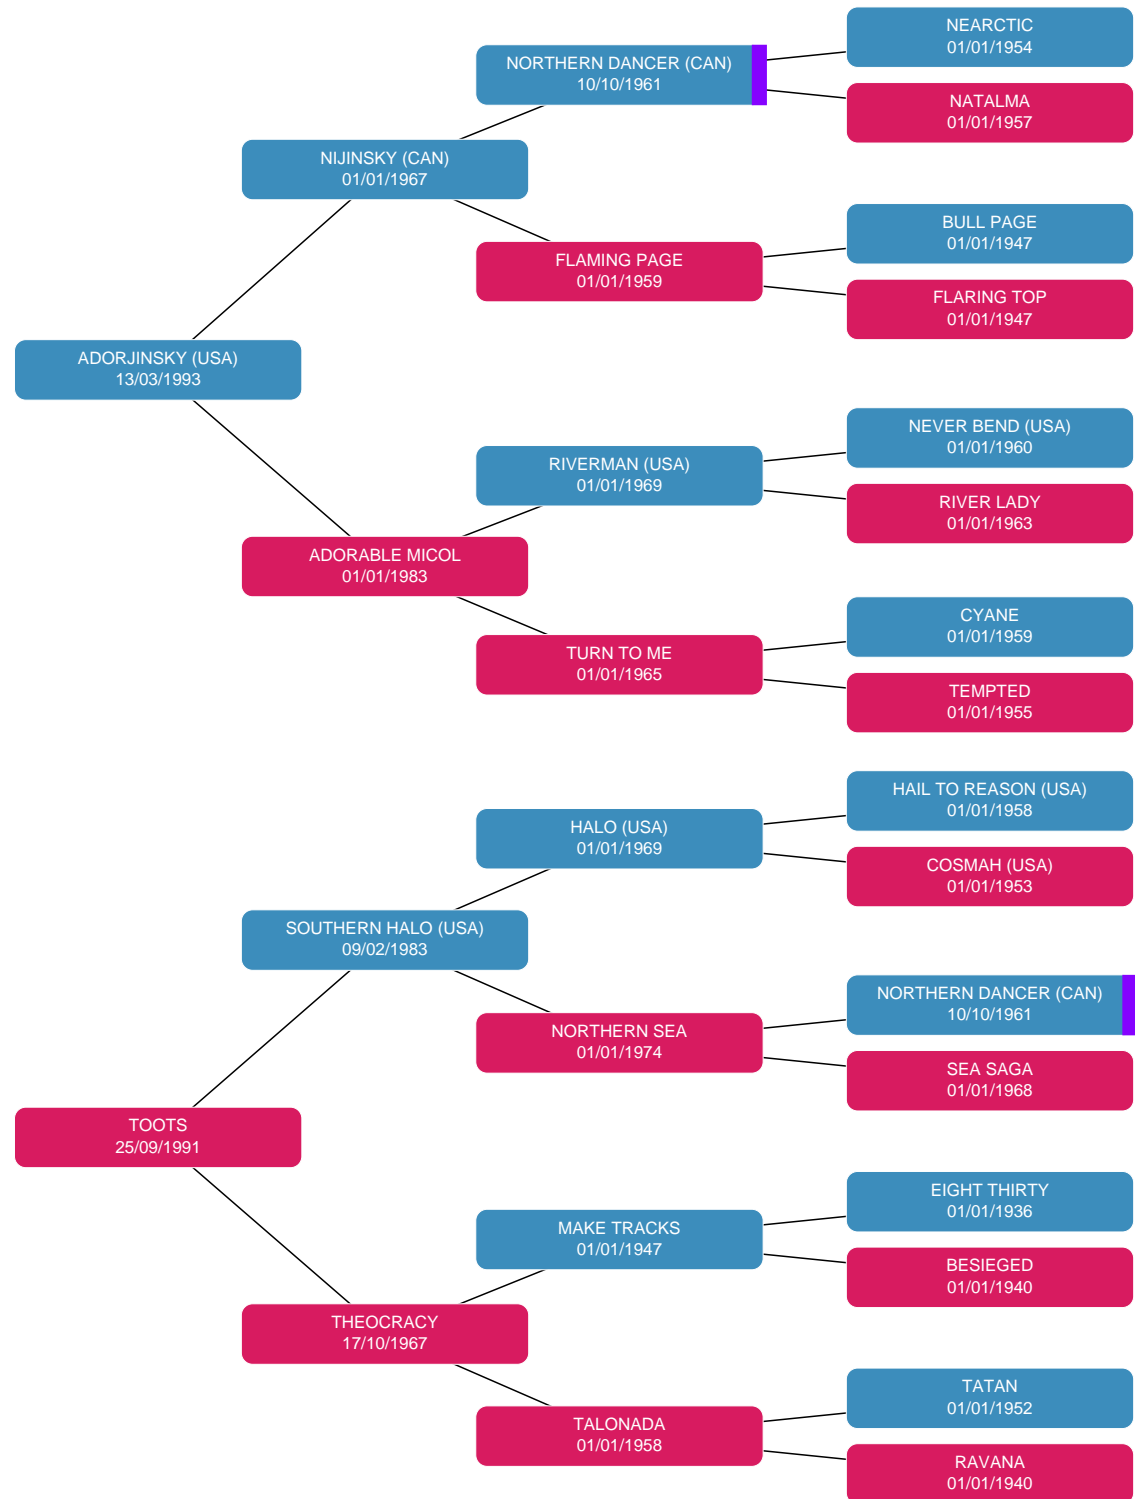 NEARCTIC
01/01/1954
NORTHERN DANCER (CAN)
10/10/1961
NATALMA
01/01/1957
NIJINSKY (CAN)
01/01/1967
BULL PAGE
01/01/1947
FLAMING PAGE
01/01/1959
FLARING TOP
01/01/1947
ADORJINSKY (USA)
13/03/1993
NEVER BEND (USA)
01/01/1960
RIVERMAN (USA)
01/01/1969
RIVER LADY
01/01/1963
ADORABLE MICOL
01/01/1983
CYANE
01/01/1959
TURN TO ME
01/01/1965
TEMPTED
01/01/1955
HAIL TO REASON (USA)
01/01/1958
HALO (USA)
01/01/1969
COSMAH (USA)
01/01/1953
SOUTHERN HALO (USA)
09/02/1983
NORTHERN DANCER (CAN)
10/10/1961
NORTHERN SEA
01/01/1974
SEA SAGA
01/01/1968
TOOTS
25/09/1991
EIGHT THIRTY
01/01/1936
MAKE TRACKS
01/01/1947
BESIEGED
01/01/1940
THEOCRACY
17/10/1967
TATAN
01/01/1952
TALONADA
01/01/1958
RAVANA
01/01/1940